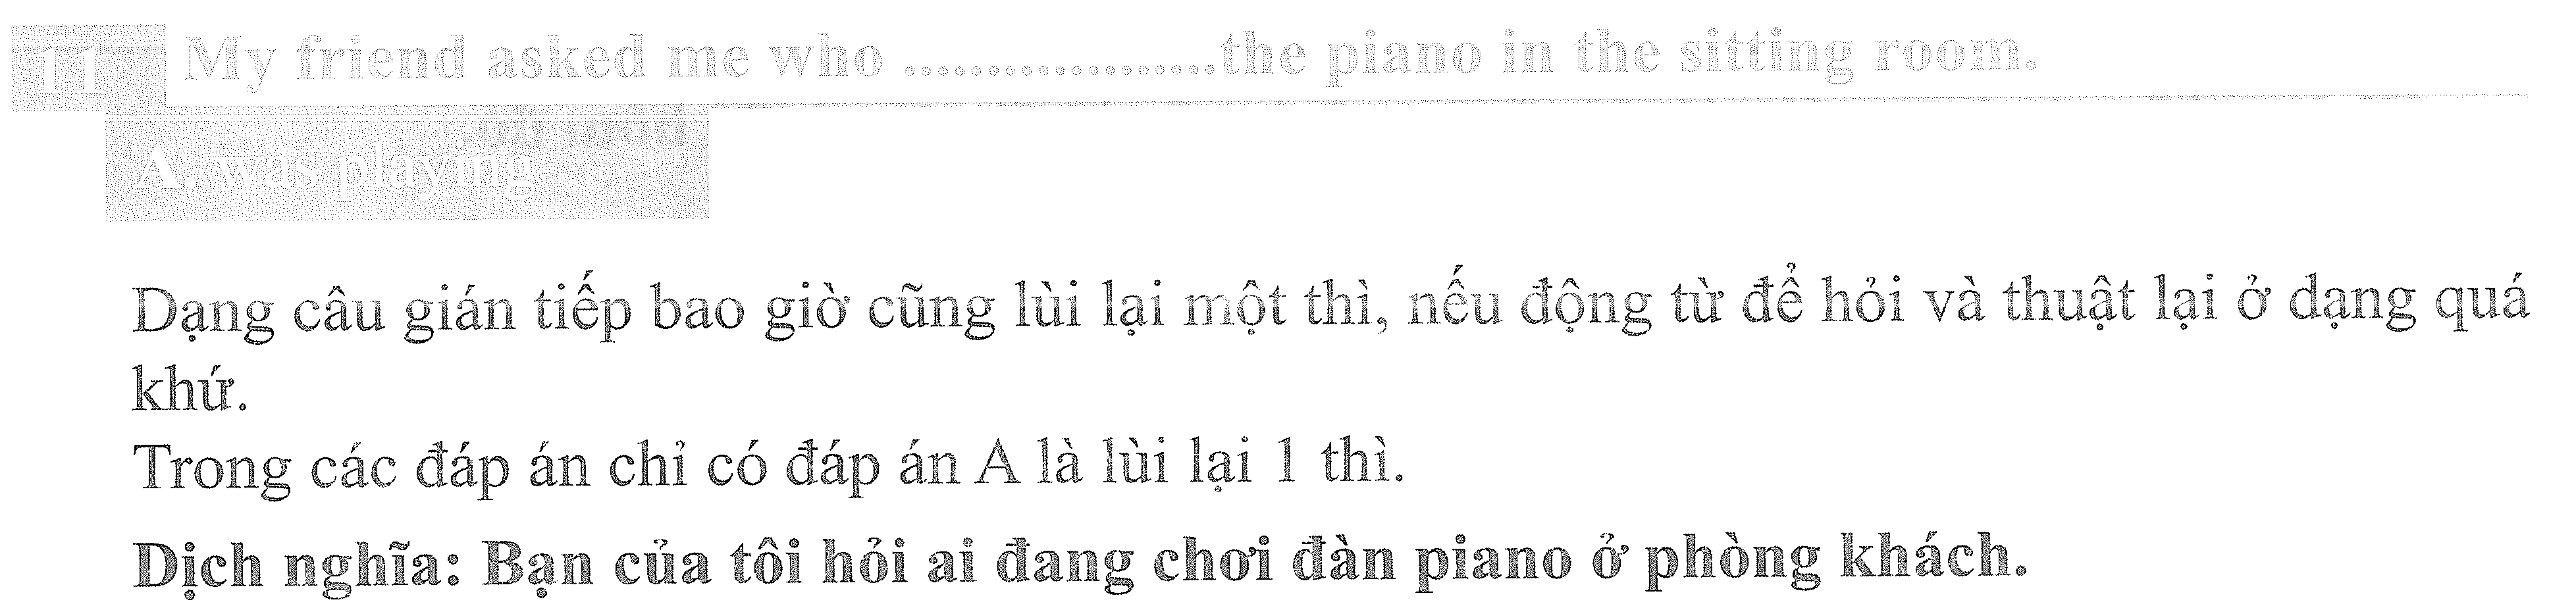 11 My friend asked me who ...................the piano in the sitting room.
A. was playing
Dạng câu gián tiếp bao giờ cũng lùi lại một thì, nếu động từ để hỏi và thuật lại ở dạng quá
khứ.
Trong các đáp án chỉ có đáp án A là lùi lại 1 thì.
Dịch nghĩa: Bạn của tôi hỏi ai đang chơi đàn piano ở phòng khách.